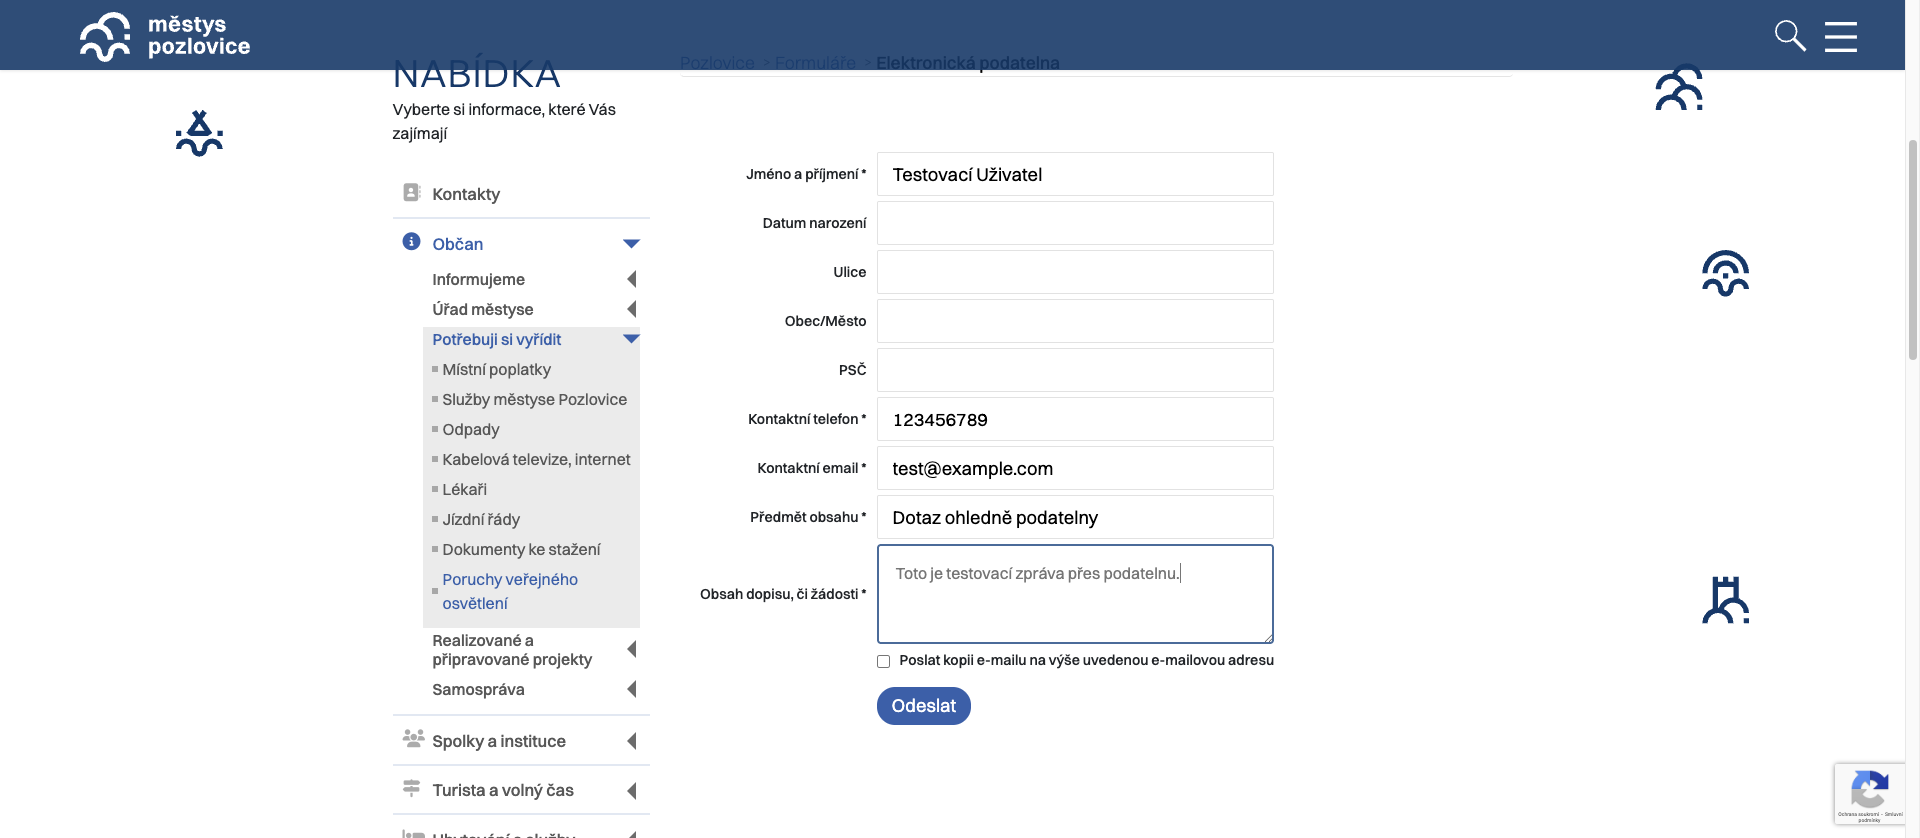 městys
pozlovice
NABÍDKA
Vyberte si informace, které Vás
zajímají
Kontakty
Občan
Informujeme
Úřad městyse
Potřebuji si vyřídit
Místní poplatky
Služby městyse Pozlovice
Odpady
Kabelová televize, internet
Lékaři
Jízdní řády
Dokumenty ke stažení
Poruchy veřejného
osvětlení
Realizované a
připravované projekty
Samospráva
Spolky a instituce
Turista a volný čas
Ubytování a služby
Pozlovice > Formuláře > Elektronická podatelna
Jméno a příjmení * Testovací Uživatel
Datum narození
Ulice
Obec/Město
PSČ
Kontaktní telefon * 123456789
Kontaktní email * test@example.com
Předmět obsahu * Dotaz ohledně podatelny
Obsah dopisu, či žádosti * Toto je testovací zpráva přes podatelnu.
Poslat kopii e-mailu na výše uvedenou e-mailovou adresu
Odeslat
Ochrana soukromí - Smluvní
podmínky